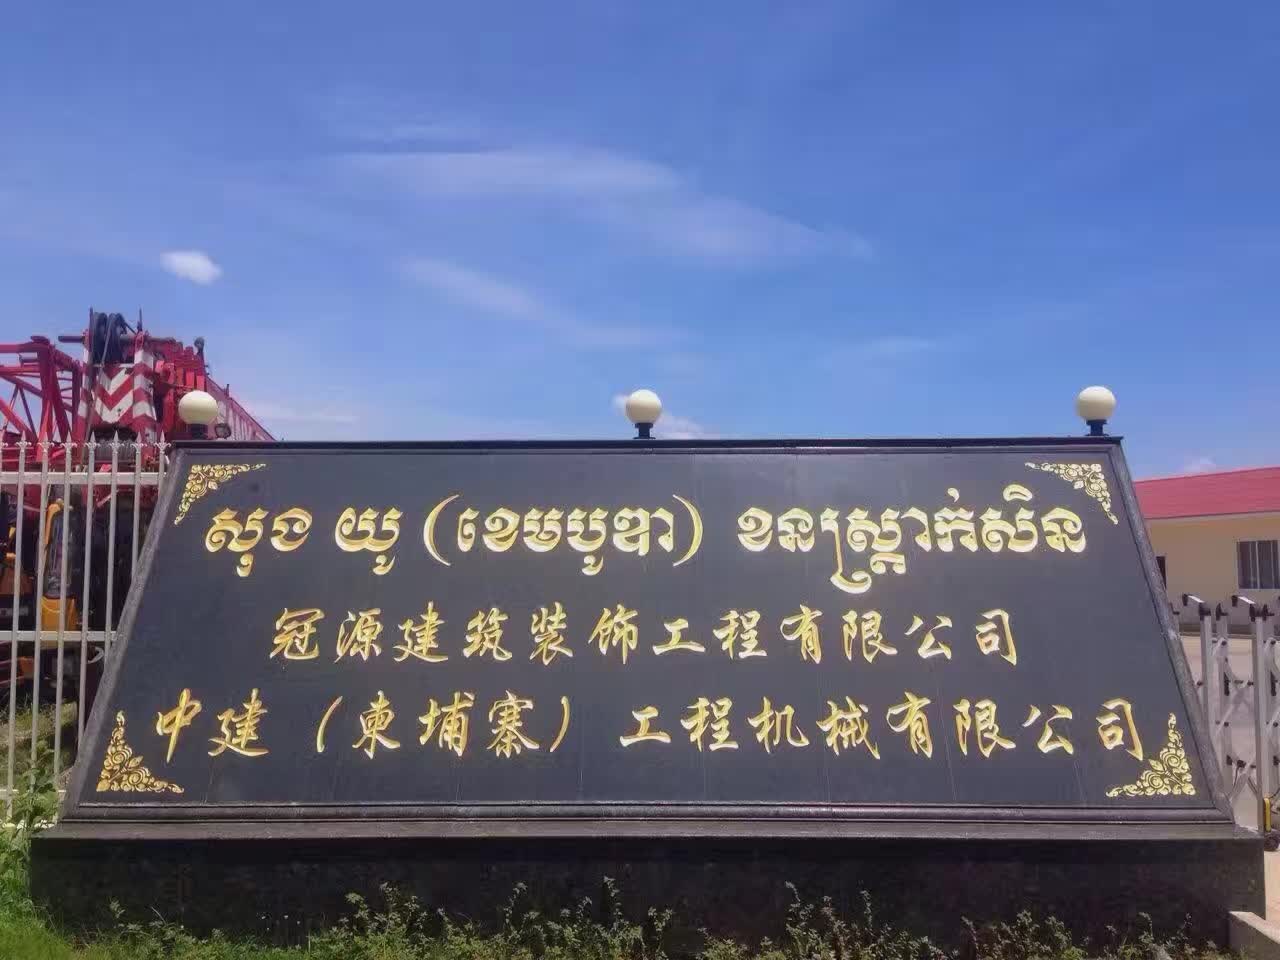 សុង យូ (ខេមបូឌា) ខនស្ត្រាក់សិន
冠源建筑装饰工程有限公司
中建（柬埔寨）工程机械有限公司